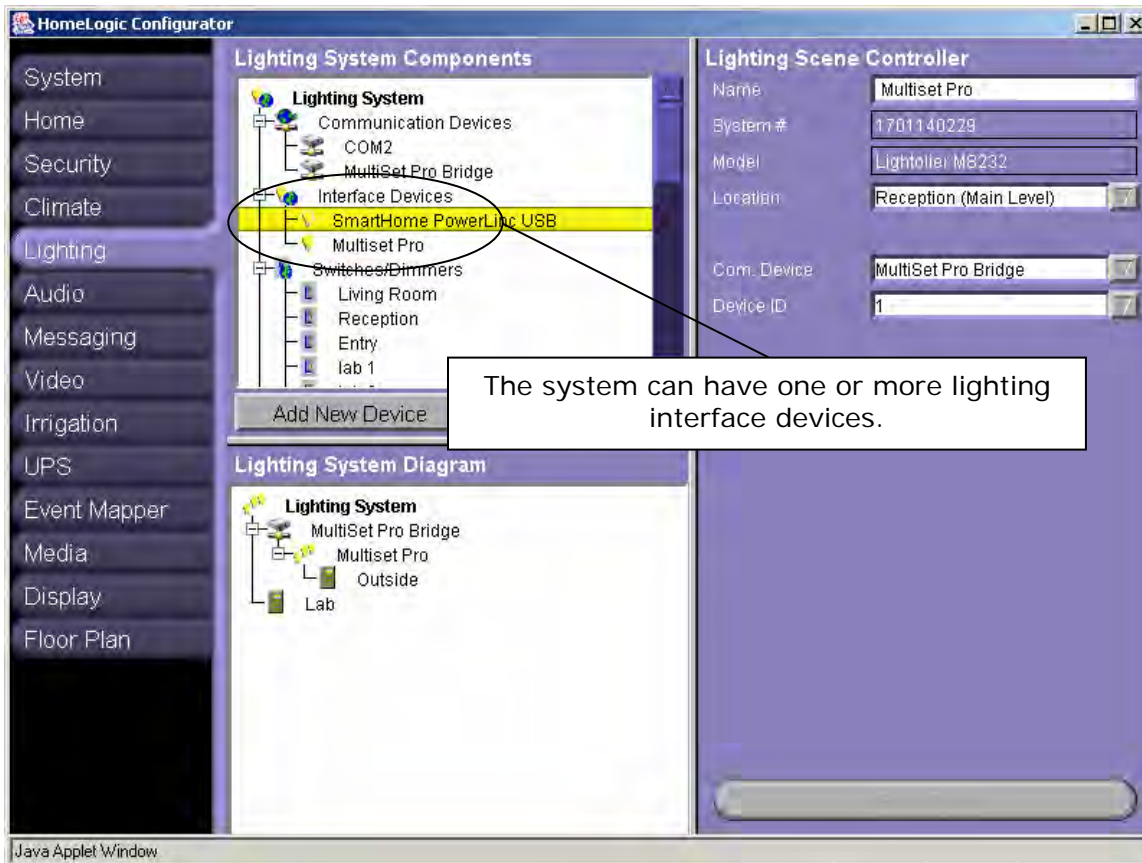 HomeLogic Configurator
System
Home
Security
Climate
Lighting
Audio
Messaging
Video
Irrigation
UPS
Event Mapper
Media
Display
Floor Plan
Lighting System Components
Lighting System
Communication Devices
COM2
MultiSet Pro Bridge
Interface Devices
SmartHome PowerLinc USB
Multiset Pro
Switches/Dimmers
Living Room
Reception
Entry
lab 1
Add New Device
Lighting System Diagram
Lighting System
MultiSet Pro Bridge
Multiset Pro
Outside
Lab
Lighting Scene Controller
Name Multiset Pro
System # 1701140229
Model Lightolier M8232
Location Reception (Main Level)
Com. Device MultiSet Pro Bridge
Device ID 1
The system can have one or more lighting
interface devices.
Java Applet Window